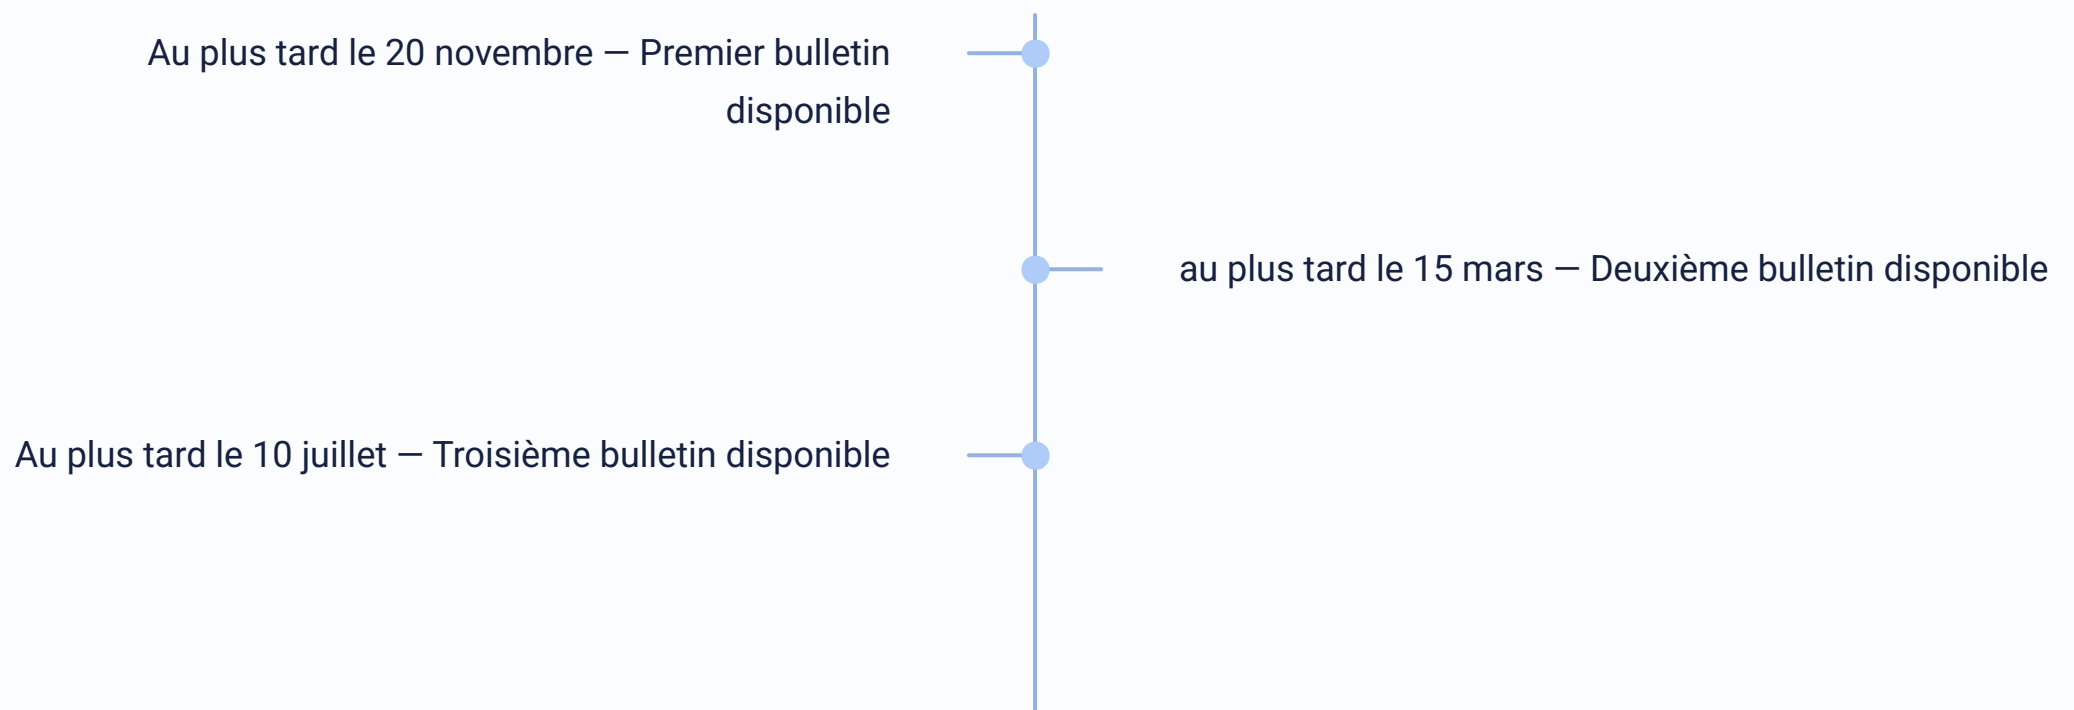 Au plus tard le 20 novembre — Premier bulletin
disponible
au plus tard le 15 mars — Deuxième bulletin disponible
Au plus tard le 10 juillet — Troisième bulletin disponible